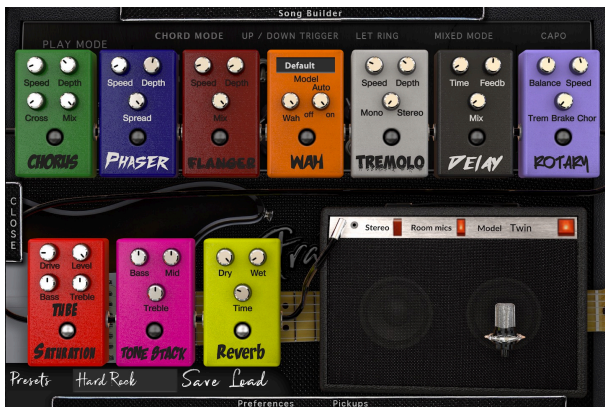 Song Builder
PLAY MODE
CHORD MODE
UP / DOWN TRIGGER
LET RING
MIXED MODE
CAPO
Speed Depth
Cross Mix
CHORUS
Speed Depth
Spread
PHASER
Speed Depth
Mix
FLANGER
Default
Model
Auto
Wah off on
WAH
Speed Depth
Mono Stereo
TREMOLO
Time Feedb
Mix
DELAY
Balance Speed
Trem Brake Chor
ROTARY
CLOSE
Stereo Room mics Model Twin
Drive Level
Bass Treble
TUBE
SATURATION
Bass Mid
Treble
TONE STACK
Dry Wet
Time
Reverb
Presets Hard Rock Save Load
Preferences Pickups